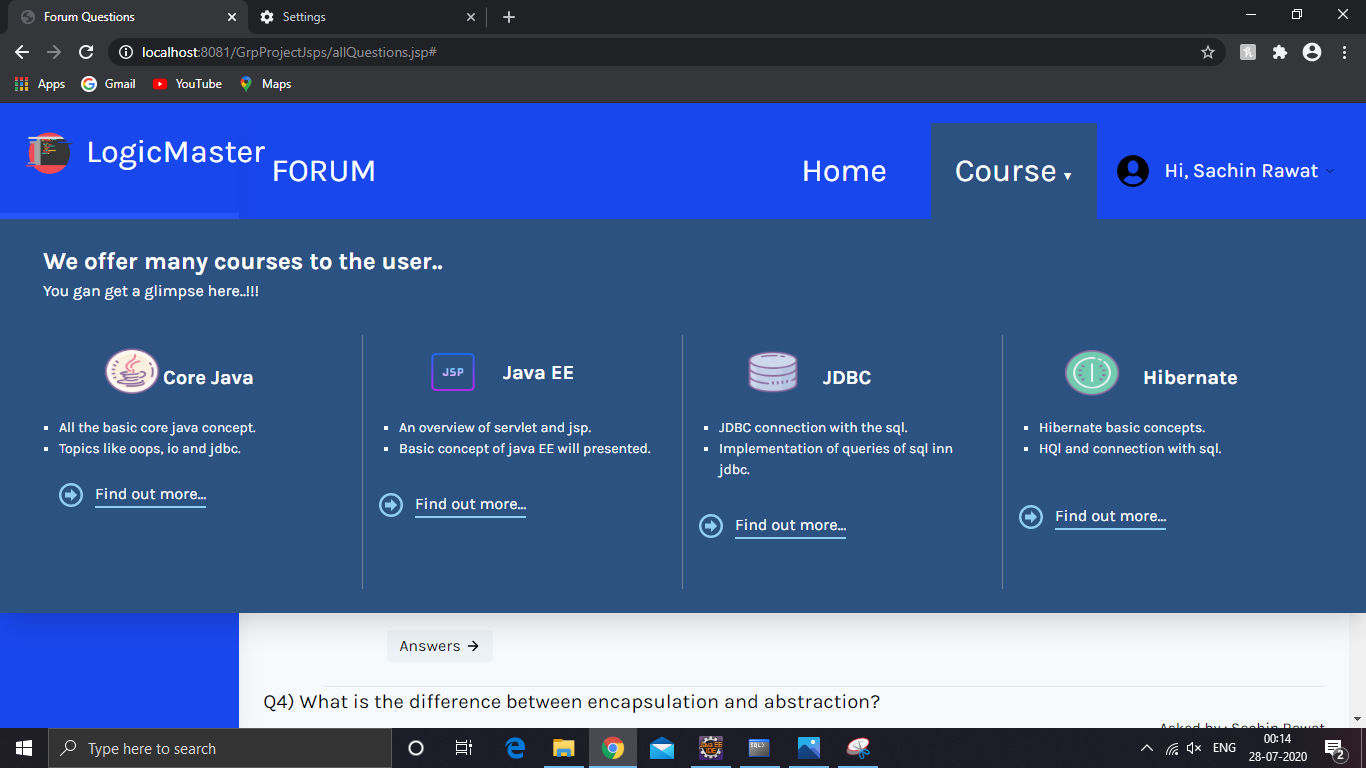 Forum Questions
Settings
localhost:8081/GrpProjectJsps/allQuestions.jsp#
Apps
Gmail
YouTube
Maps
LogicMaster
FORUM
Home
Course ▾
Hi, Sachin Rawat
We offer many courses to the user..
You gan get a glimpse here..!!!
Core Java
All the basic core java concept.
Topics like oops, io and jdbc.
Find out more...
JSP
Java EE
An overview of servlet and jsp.
Basic concept of java EE will presented.
Find out more...
JDBC
JDBC connection with the sql.
Implementation of queries of sql inn
jdbc.
Find out more...
Hibernate
Hibernate basic concepts.
HQl and connection with sql.
Find out more...
Answers →
Q4) What is the difference between encapsulation and abstraction?
Asked by : Sachin Rawat
Type here to search
Java EE
IDE
SQL>
ENG
00:14
28-07-2020
2